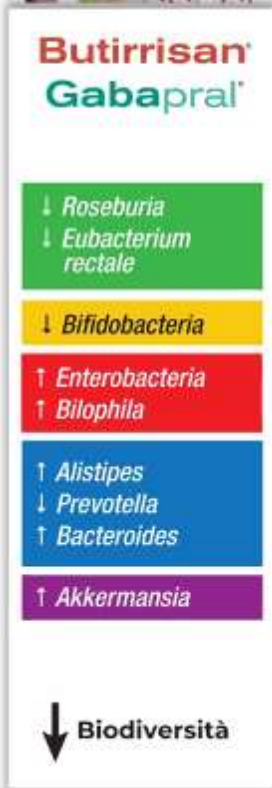 Butirrisan®
Gabapral®
↓ Roseburia
↓ Eubacterium
rectale
↓ Bifidobacteria
↑ Enterobacteria
↑ Bilophila
↑ Alistipes
↓ Prevotella
↑ Bacteroides
↑ Akkermansia
↓ Biodiversità